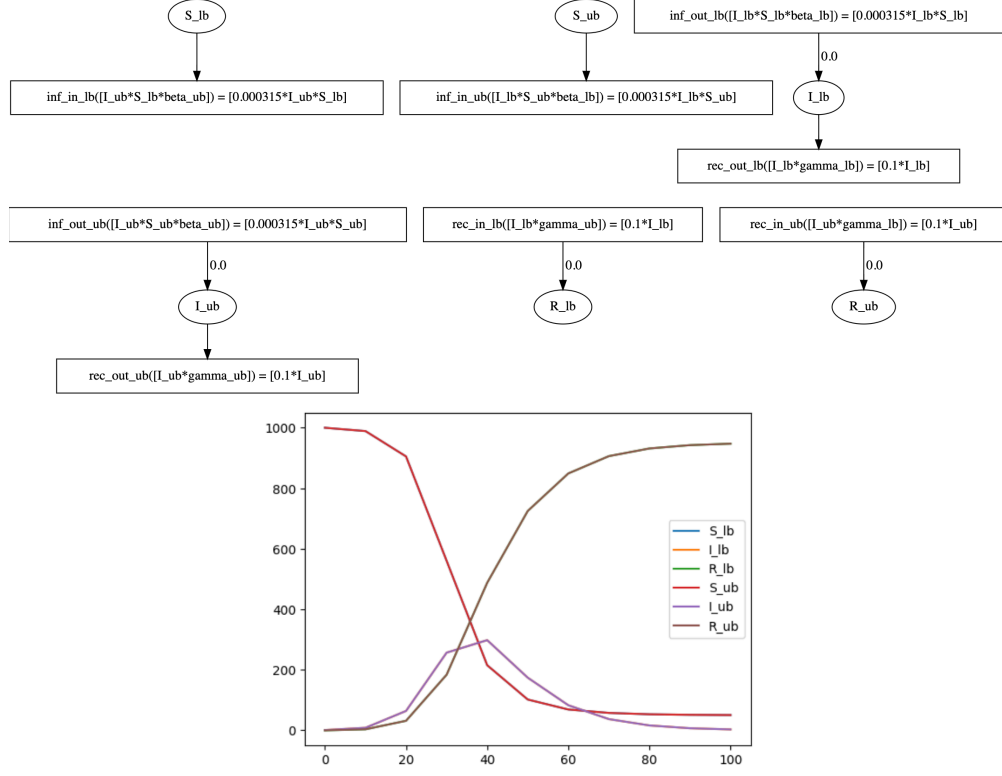 S_lb
S_ub
inf_out_lb([I_lb*S_lb*beta_lb]) = [0.000315*I_lb*S_lb]
0.0
inf_in_lb([I_ub*S_lb*beta_ub]) = [0.000315*I_ub*S_lb]
inf_in_ub([I_lb*S_ub*beta_lb]) = [0.000315*I_lb*S_ub]
I_lb
rec_out_lb([I_lb*gamma_lb]) = [0.1*I_lb]
inf_out_ub([I_ub*S_ub*beta_ub]) = [0.000315*I_ub*S_ub]
rec_in_lb([I_lb*gamma_ub]) = [0.1*I_lb]
rec_in_ub([I_ub*gamma_lb]) = [0.1*I_ub]
0.0
0.0
0.0
I_ub
R_lb
R_ub
rec_out_ub([I_ub*gamma_ub]) = [0.1*I_ub]
1000
800
600
400
200
0
S_lb
I_lb
R_lb
S_ub
I_ub
R_ub
0 20 40 60 80 100